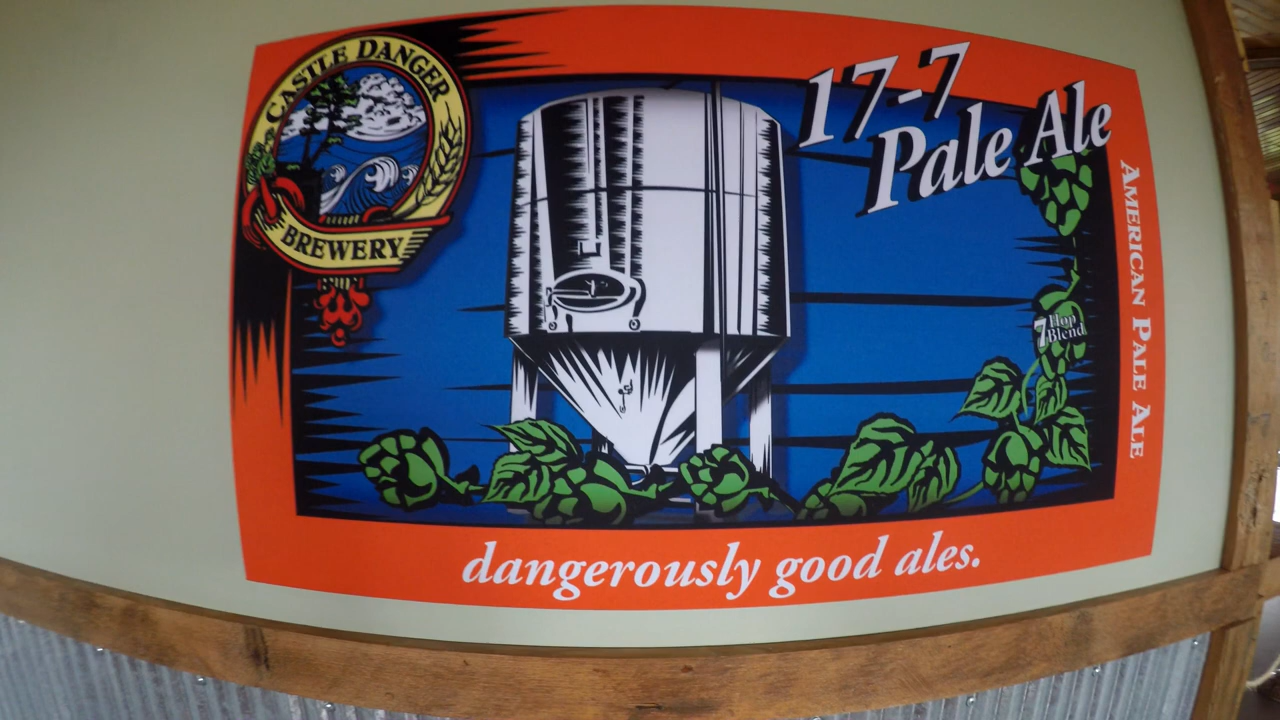 CASTLE DANGER
BREWERY
17-7
Pale Ale
AMERICAN PALE ALE
7 Hop
Blend
dangerously good ales.